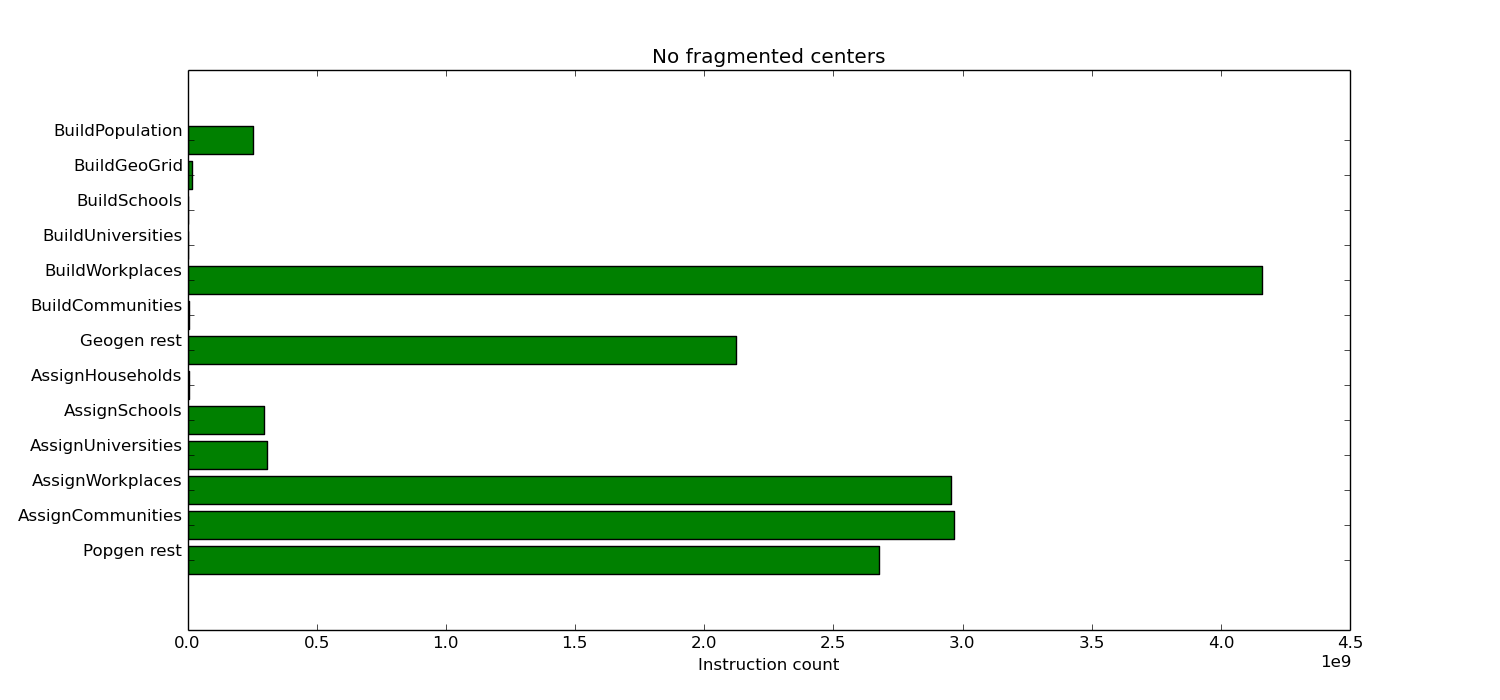 No fragmented centers
BuildPopulation
BuildGeoGrid
BuildSchools
BuildUniversities
BuildWorkplaces
BuildCommunities
Geogen rest
AssignHouseholds
AssignSchools
AssignUniversities
AssignWorkplaces
AssignCommunities
Popgen rest
0.0 0.5 1.0 1.5 2.0 2.5 3.0 3.5 4.0 4.5
1e9
Instruction count